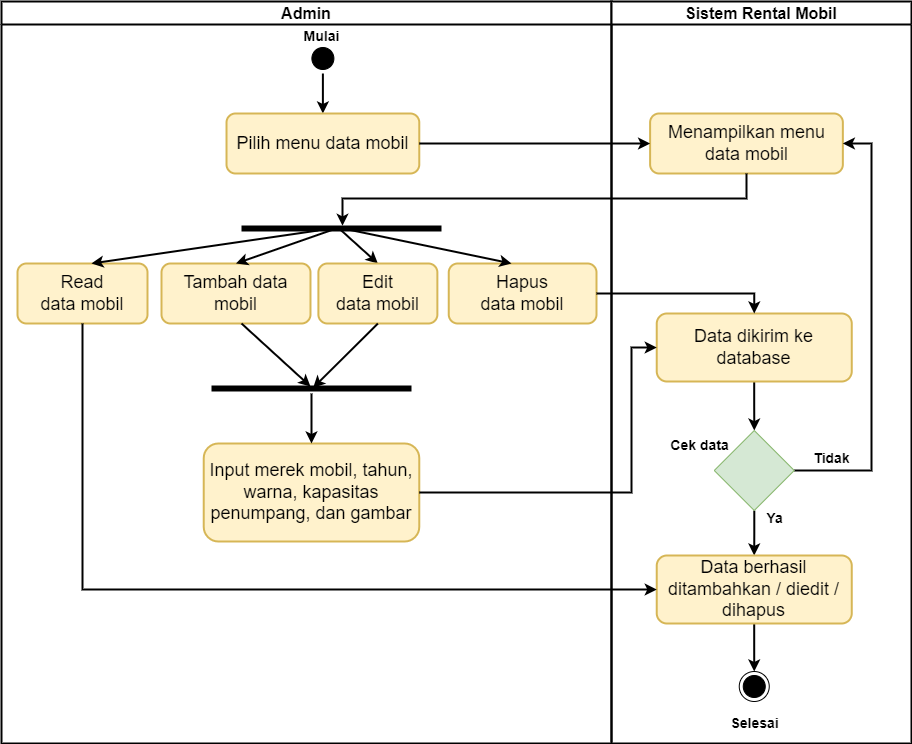 Admin
Sistem Rental Mobil
Mulai
Pilih menu data mobil
Menampilkan menu
data mobil
Read
data mobil
Tambah data
mobil
Edit
data mobil
Hapus
data mobil
Data dikirim ke
database
Cek data
Tidak
Input merek mobil, tahun,
warna, kapasitas
penumpang, dan gambar
Ya
Data berhasil
ditambahkan / diedit /
dihapus
Selesai